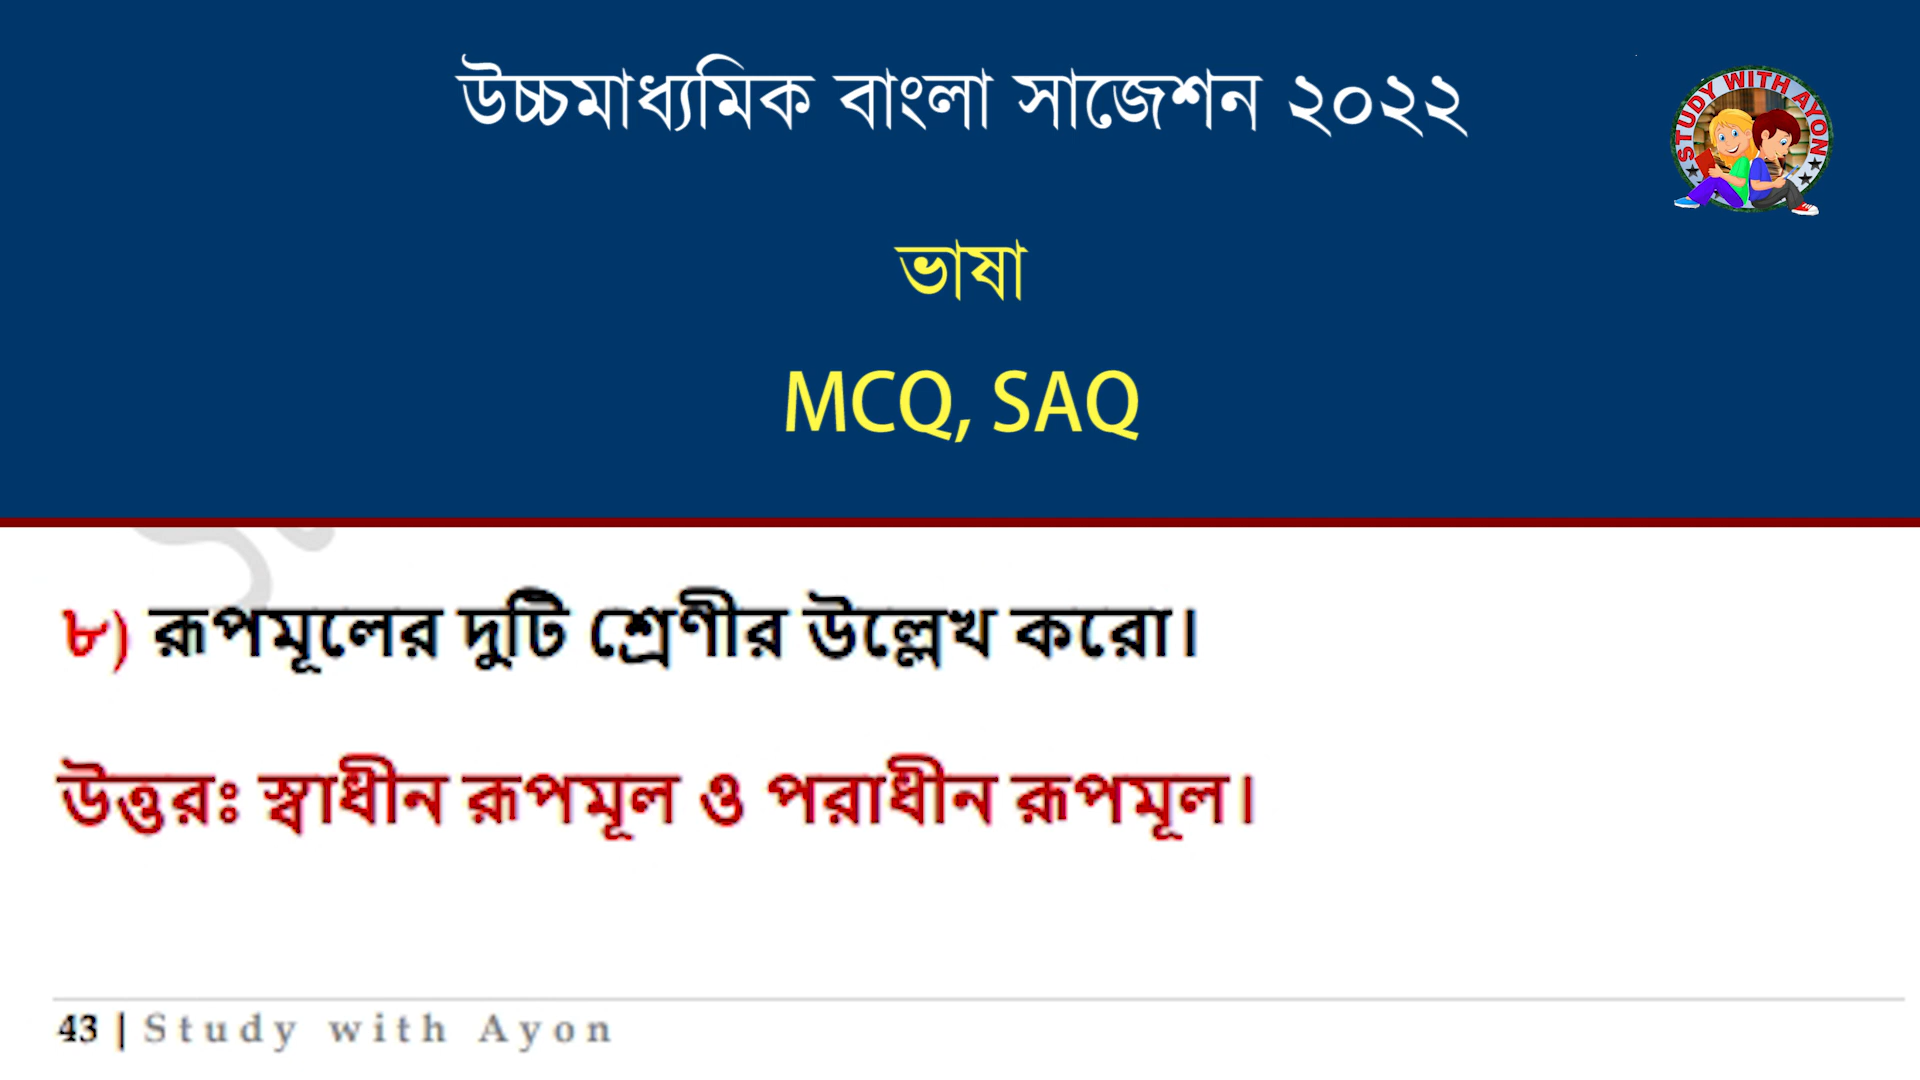 উচ্চমাধ্যমিক বাংলা সাজেশন ২০২২
STUDY WITH AYON
ভাষা
MCQ, SAQ
৮) রূপমূলের দুটি শ্রেণীর উল্লেখ করো।
উত্তরঃ স্বাধীন রূপমূল ও পরাধীন রূপমূল।
43 | Study with Ayon